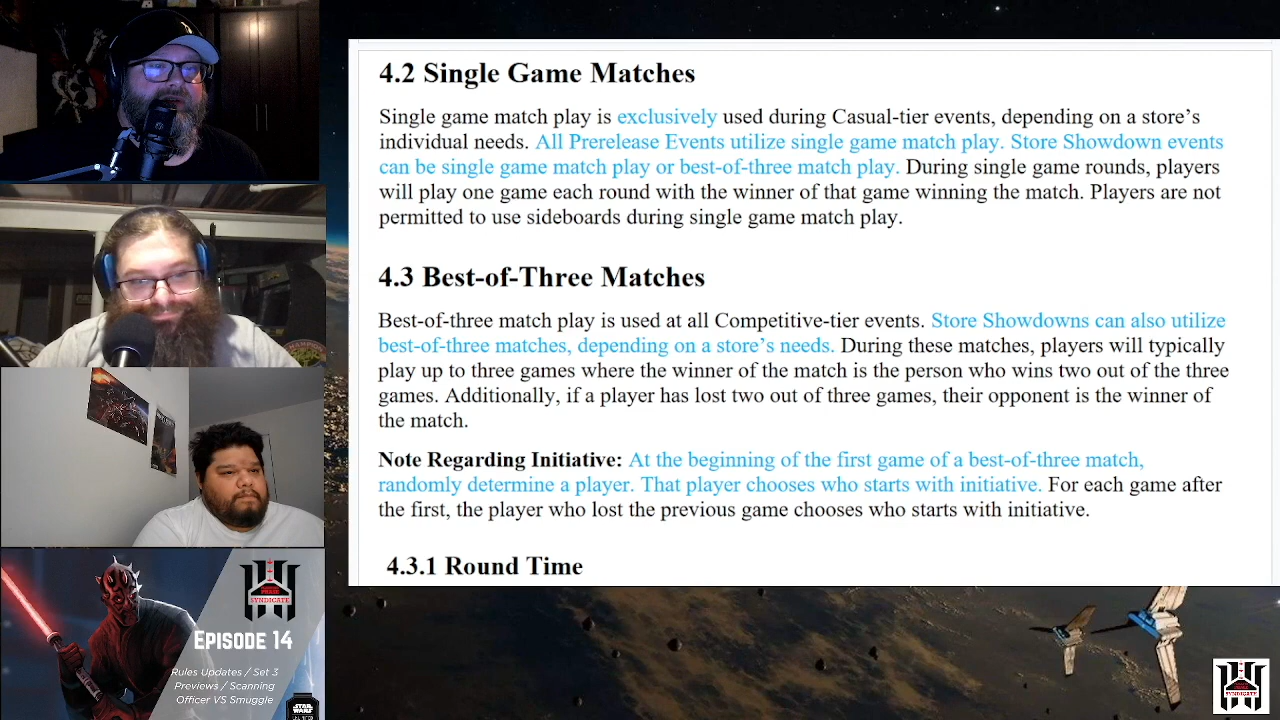 4.2 Single Game Matches
Single game match play is exclusively used during Casual-tier events, depending on a store's
individual needs. All Prerelease Events utilize single game match play. Store Showdown events
can be single game match play or best-of-three match play. During single game rounds, players
will play one game each round with the winner of that game winning the match. Players are not
permitted to use sideboards during single game match play.
4.3 Best-of-Three Matches
Best-of-three match play is used at all Competitive-tier events. Store Showdowns can also utilize
best-of-three matches, depending on a store's needs. During these matches, players will typically
play up to three games where the winner of the match is the person who wins two out of the three
games. Additionally, if a player has lost two out of three games, their opponent is the winner of
the match.
Note Regarding Initiative: At the beginning of the first game of a best-of-three match,
randomly determine a player. That player chooses who starts with initiative. For each game after
the first, the player who lost the previous game chooses who starts with initiative.
4.3.1 Round Time
SYNDICATE
Episode 14
Rules Updates / Set 3
Previews / Scanning
Officer VS Smuggle
STAR